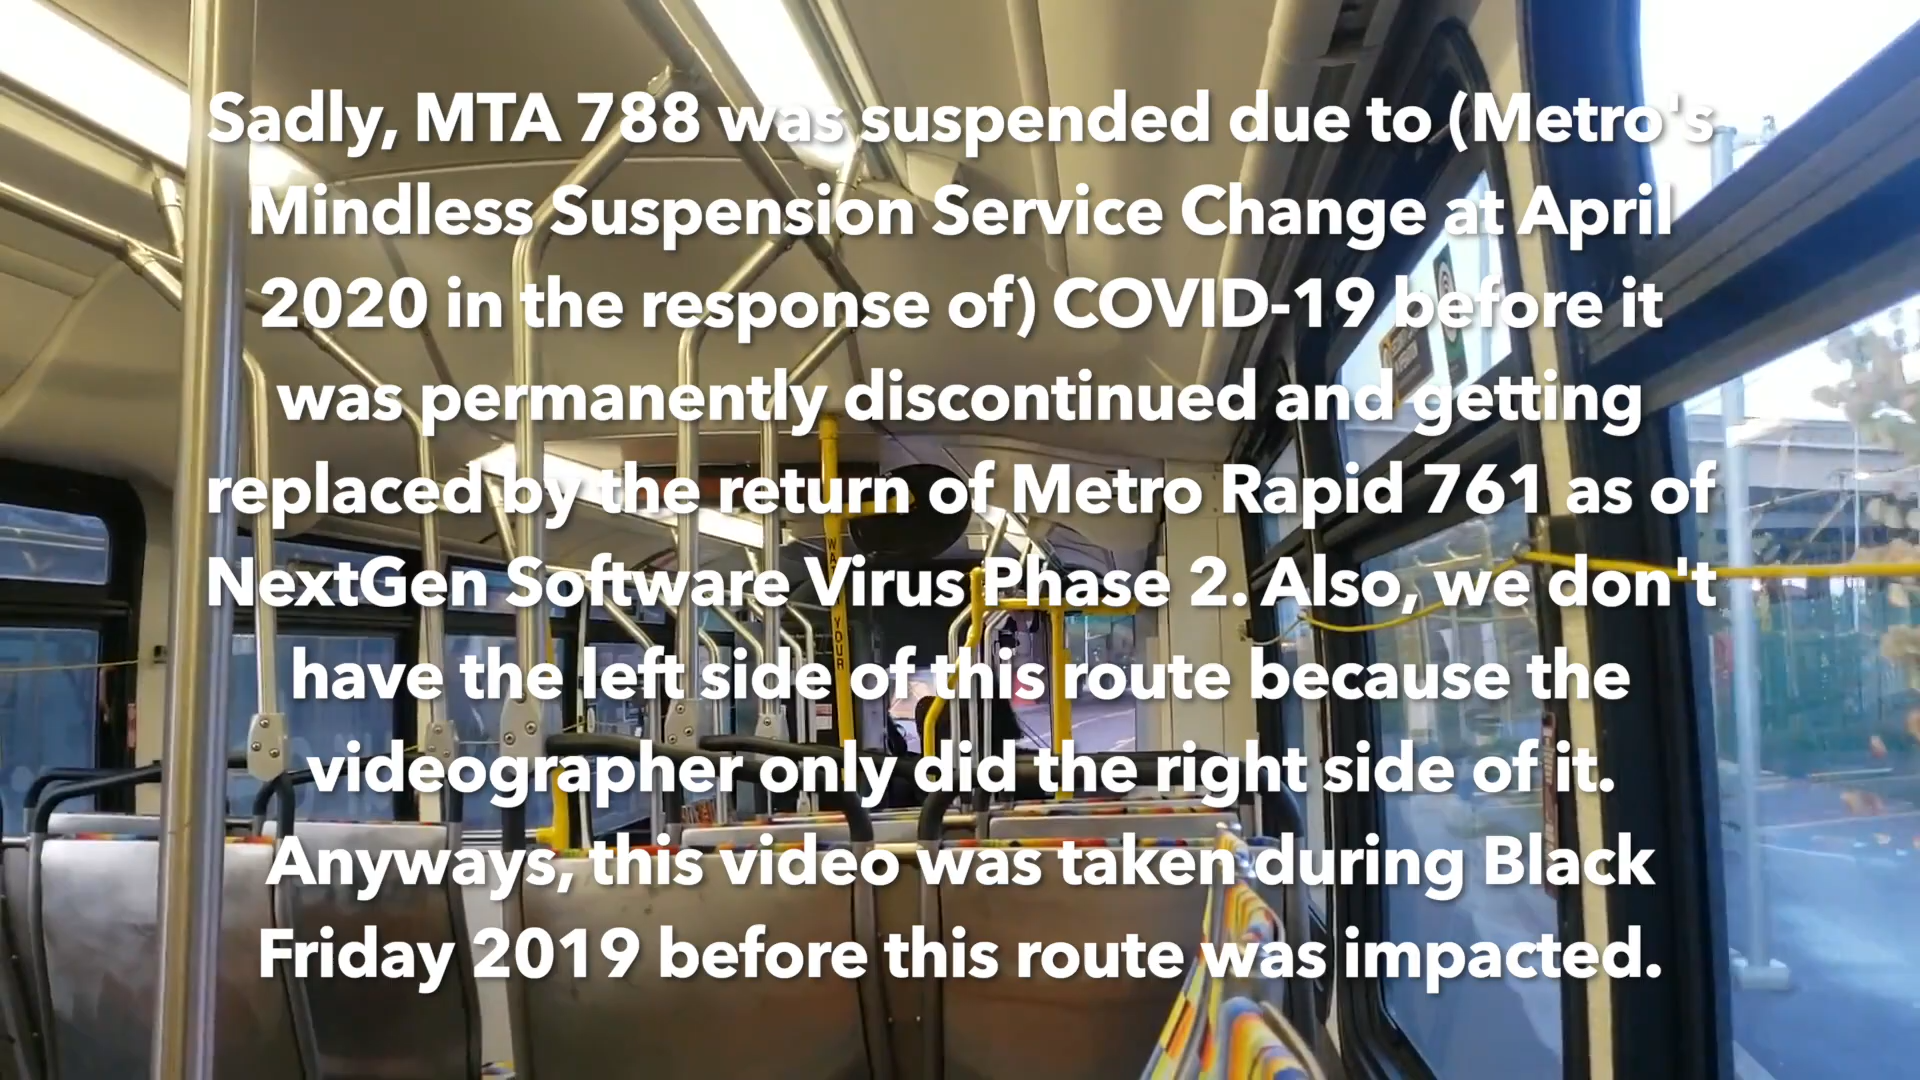 Sadly, MTA 788 was suspended due to (Metro's
Mindless Suspension Service Change at April
2020 in the response of) COVID-19 before it
was permanently discontinued and getting
replaced by the return of Metro Rapid 761 as of
NextGen Software Virus Phase 2. Also, we don't
have the left side of this route because the
videographer only did the right side of it.
Anyways, this video was taken during Black
Friday 2019 before this route was impacted.
YOUR